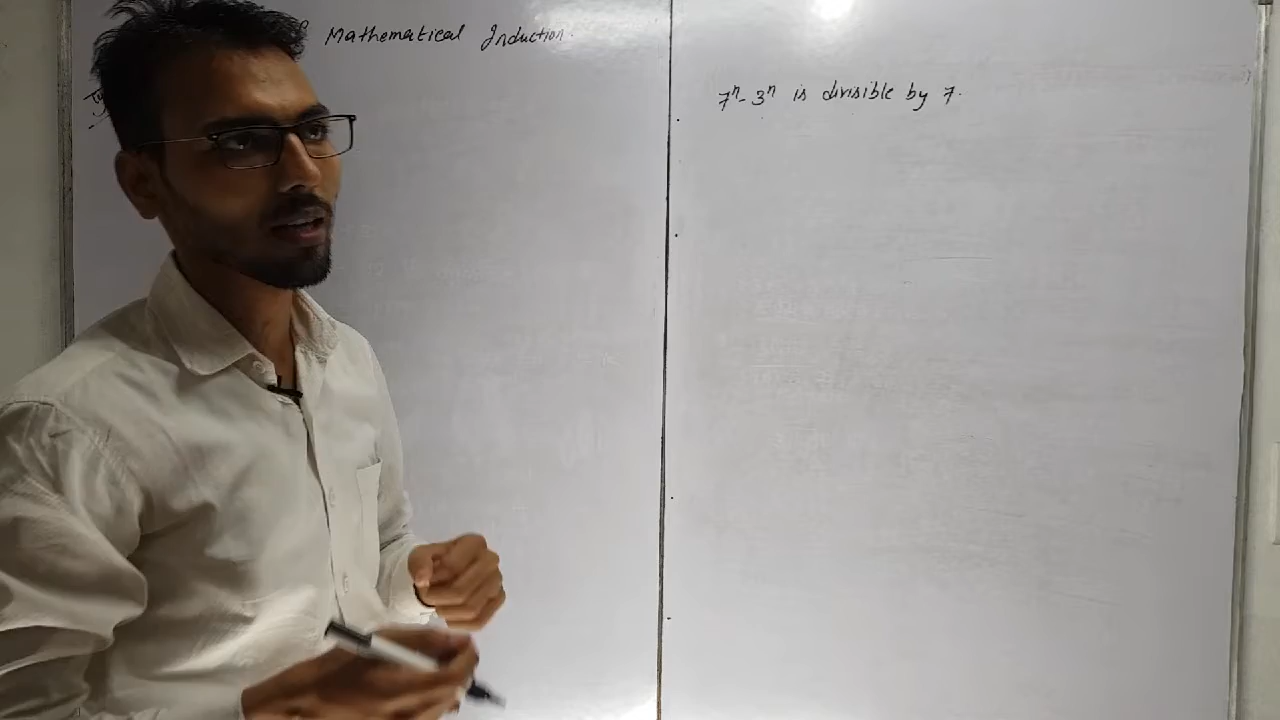 Mathematical Induction.
7ⁿ- 3ⁿ is divisible by 7.